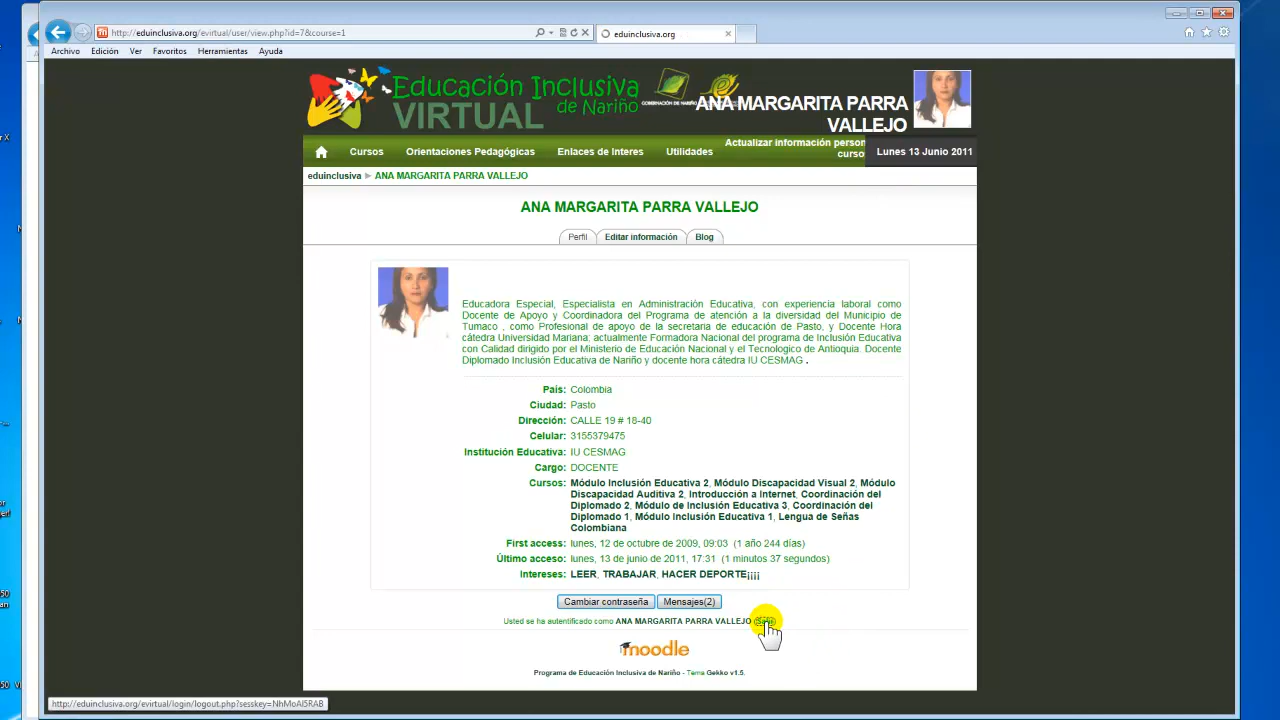 http://eduinclusiva.org/evirtual/user/view.php?id=7&course=1
eduinclusiva.org
Archivo Edición Ver Favoritos Herramientas Ayuda
Educación Inclusiva
de Nariño
VIRTUAL
GOBERNACIÓN DE NARIÑO
ANA MARGARITA PARRA
VALLEJO
Cursos Orientaciones Pedagógicas Enlaces de Interes Utilidades
Actualizar información person
curso
Lunes 13 Junio 2011
eduinclusiva ► ANA MARGARITA PARRA VALLEJO
ANA MARGARITA PARRA VALLEJO
Perfil Editar información Blog
Educadora Especial, Especialista en Administración Educativa, con experiencia laboral como
Docente de Apoyo y Coordinadora del Programa de atención a la diversidad del Municipio de
Tumaco , como Profesional de apoyo de la secretaria de educación de Pasto, y Docente Hora
cátedra Universidad Mariana; actualmente Formadora Nacional del programa de Inclusión Educativa
con Calidad dirigido por el Ministerio de Educación Nacional y el Tecnologico de Antioquia. Docente
Diplomado Inclusión Educativa de Nariño y docente hora cátedra IU CESMAG .
País: Colombia
Ciudad: Pasto
Dirección: CALLE 19 # 18-40
Celular: 3155379475
Institución Educativa: IU CESMAG
Cargo: DOCENTE
Cursos: Módulo Inclusión Educativa 2, Módulo Discapacidad Visual 2, Módulo
Discapacidad Auditiva 2, Introducción a Internet, Coordinación del
Diplomado 2, Módulo de Inclusión Educativa 3, Coordinación del
Diplomado 1, Módulo Inclusión Educativa 1, Lengua de Señas
Colombiana
First access: lunes, 12 de octubre de 2009, 09:03 (1 año 244 días)
Último acceso: lunes, 13 de junio de 2011, 17:31 (1 minutos 37 segundos)
Intereses: LEER, TRABAJAR, HACER DEPORTE¡¡¡¡
Cambiar contraseña Mensajes(2)
Usted se ha autentificado como ANA MARGARITA PARRA VALLEJO
moodle
Programa de Educación Inclusiva de Nariño - Tema Gekko v1.5.
http://eduinclusiva.org/evirtual/login/logout.php?sesskey=NhMoAl5RAB